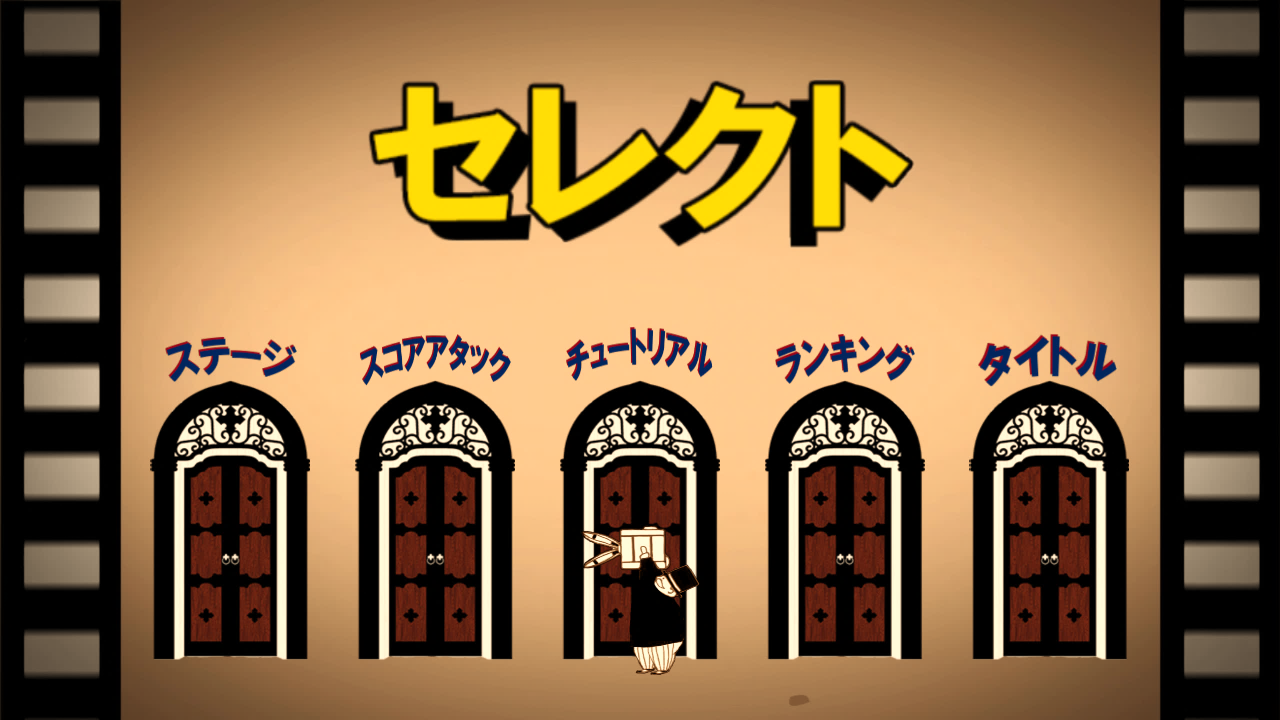 セレクト
ステージ
スコアアタック
チュートリアル
ランキング
タイトル